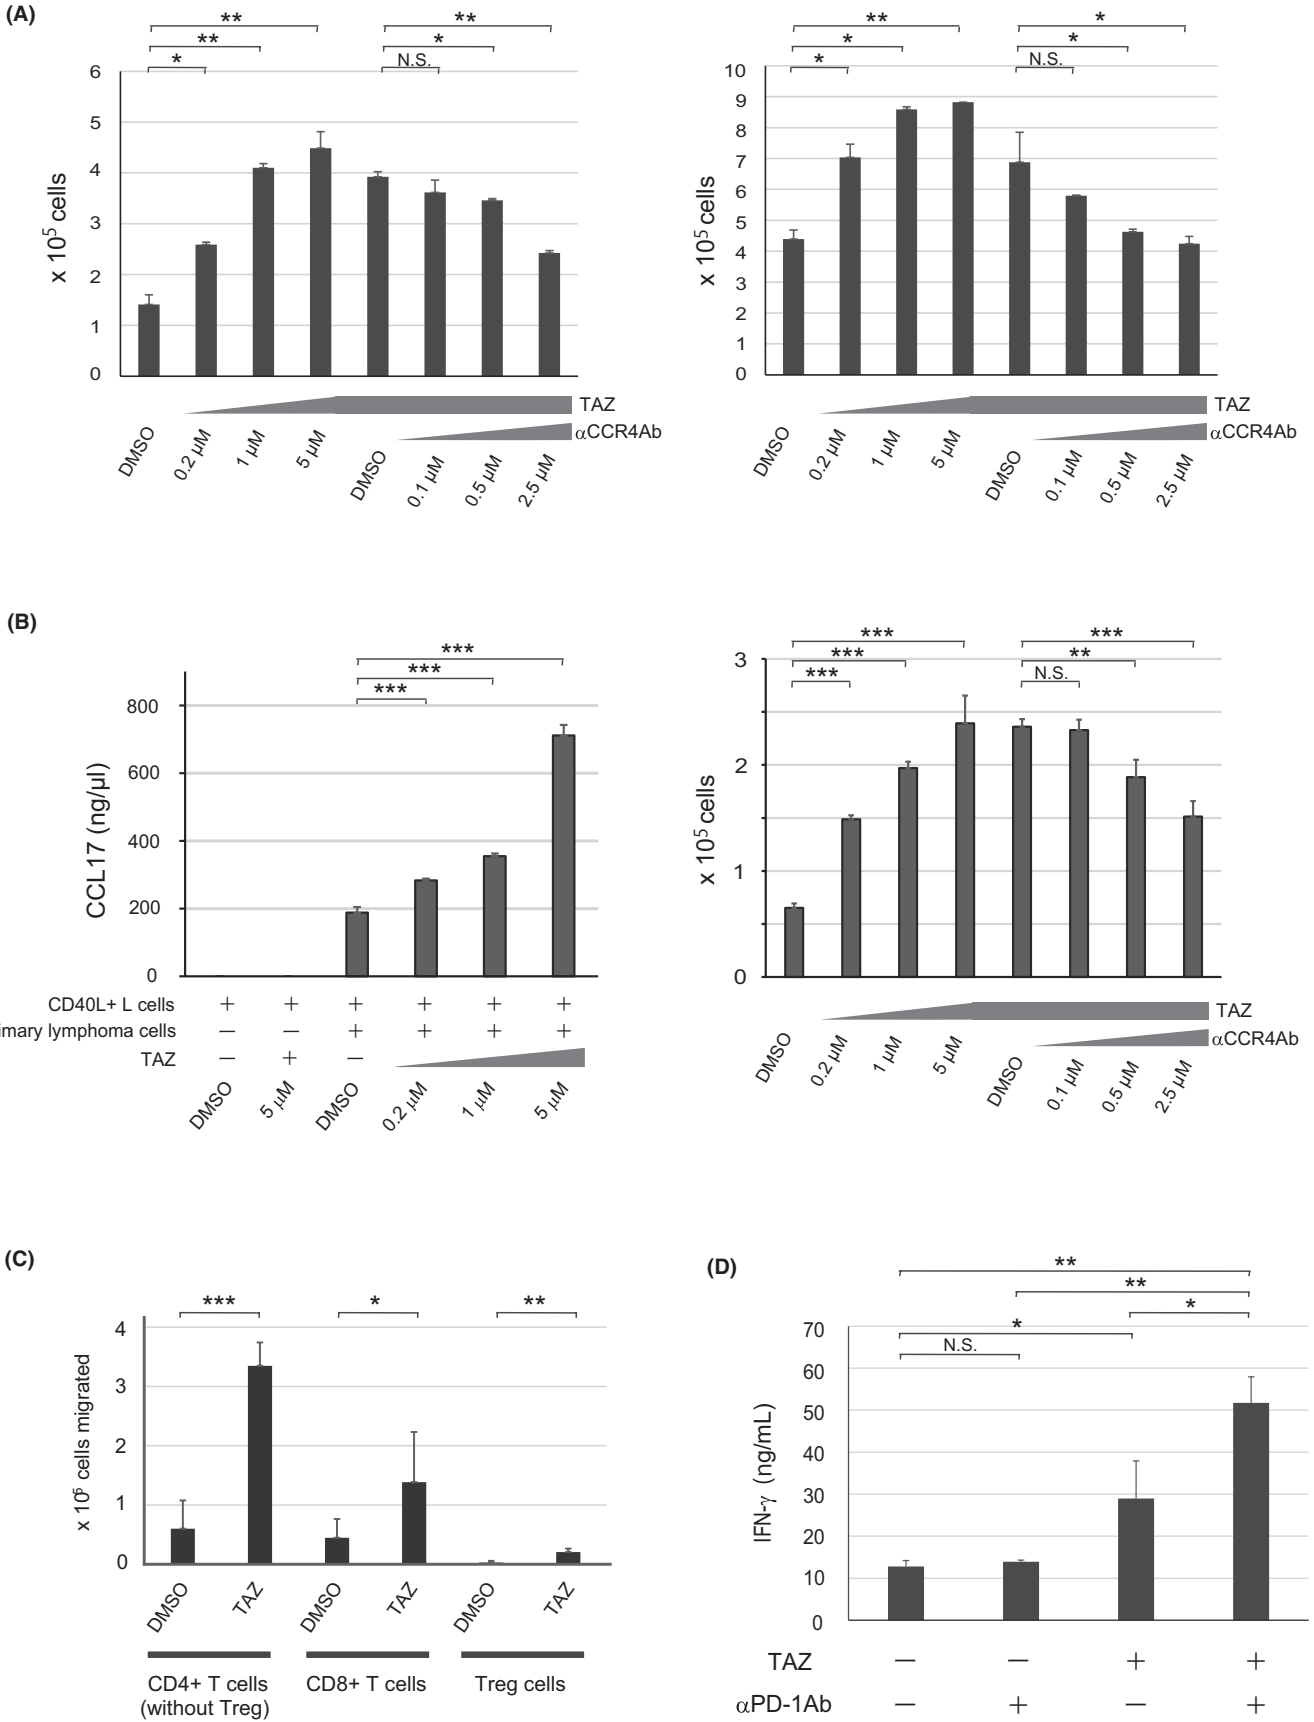 (A)
** **
** *
* N.S.
6
5
4
3
2
1
0
x 10⁵ cells
TAZ
αCCR4Ab
DMSO
0.2 μM
1 μM
5 μM
DMSO
0.1 μM
0.5 μM
2.5 μM
** *
* *
* N.S.
10
9
8
7
6
5
4
3
2
1
0
x 10⁵ cells
TAZ
αCCR4Ab
DMSO
0.2 μM
1 μM
5 μM
DMSO
0.1 μM
0.5 μM
2.5 μM
(B)
***
***
***
800
600
400
200
0
CCL17 (ng/μl)
CD40L+ L cells + + + + + +
imary lymphoma cells – – + + + +
TAZ – + –
DMSO
5 μM
DMSO
0.2 μM
1 μM
5 μM
*** ***
*** **
*** N.S.
3
2
1
0
x 10⁵ cells
TAZ
αCCR4Ab
DMSO
0.2 μM
1 μM
5 μM
DMSO
0.1 μM
0.5 μM
2.5 μM
(C)
*** * **
4
3
2
1
0
x 10⁵ cells migrated
DMSO
TAZ
DMSO
TAZ
DMSO
TAZ
CD4+ T cells
(without Treg)
CD8+ T cells
Treg cells
(D)
**
**
*
*
N.S.
70
60
50
40
30
20
10
0
IFN-γ (ng/mL)
TAZ – – + +
αPD-1Ab – + – +